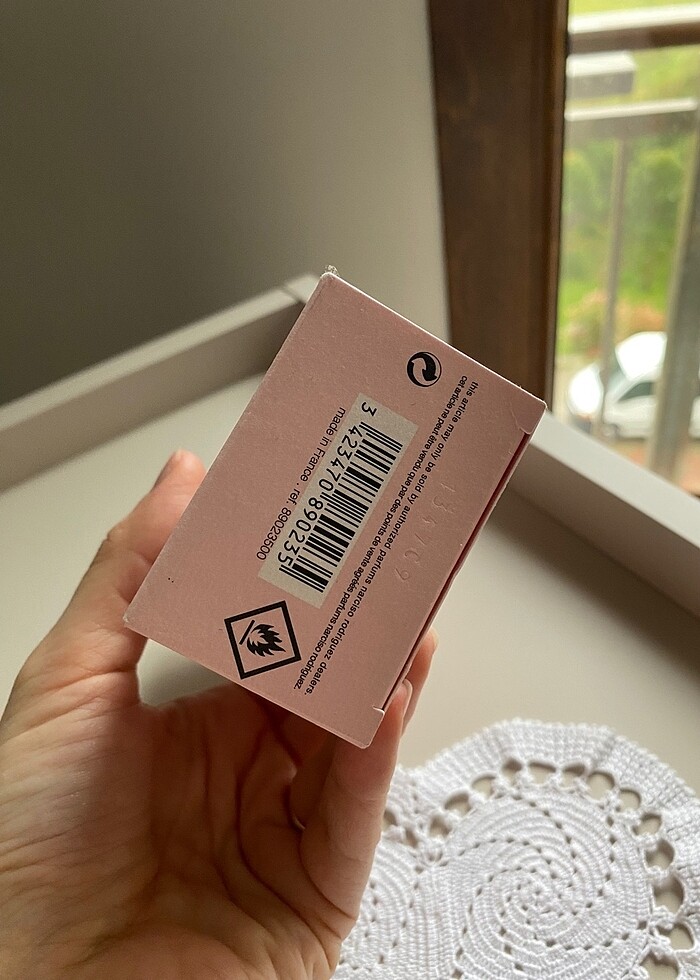 this article may only be sold by authorized parfums narciso rodriguez dealers.
cet article ne peut être vendu que par des points de vente agréés parfums narciso rodriguez.
3 423470 890235
made in France - réf. 89023500